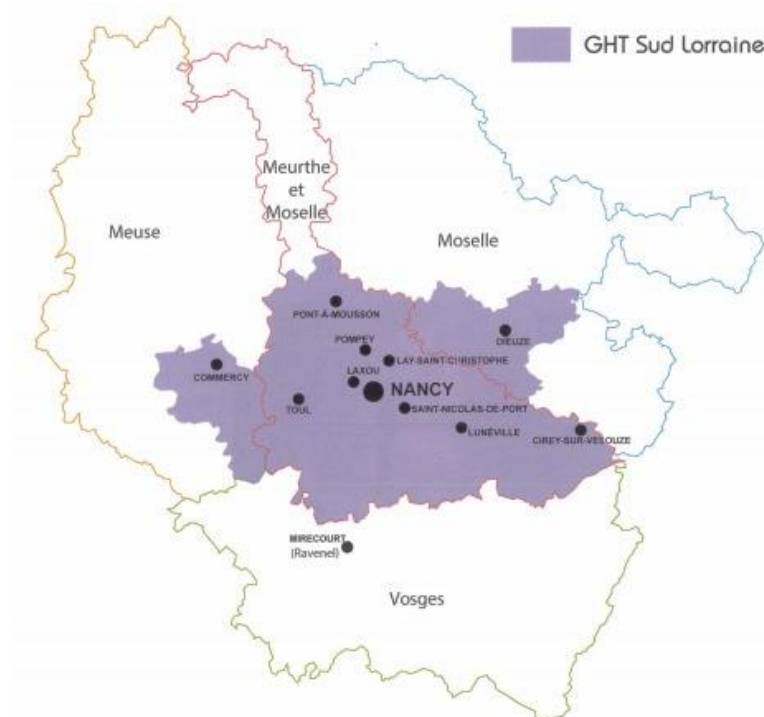 GHT Sud Lorraine
Meurthe
et
Moselle
Meuse
Moselle
PONT-À-MOUSSON
DIEUZE
POMPEY
LAY-SAINT-CHRISTOPHE
COMMERCY
LAXOU
NANCY
TOUL
SAINT-NICOLAS-DE-PORT
LUNÉVILLE
CIREY-SUR-VEZOUZE
MIRECOURT
(Ravenel)
Vosges